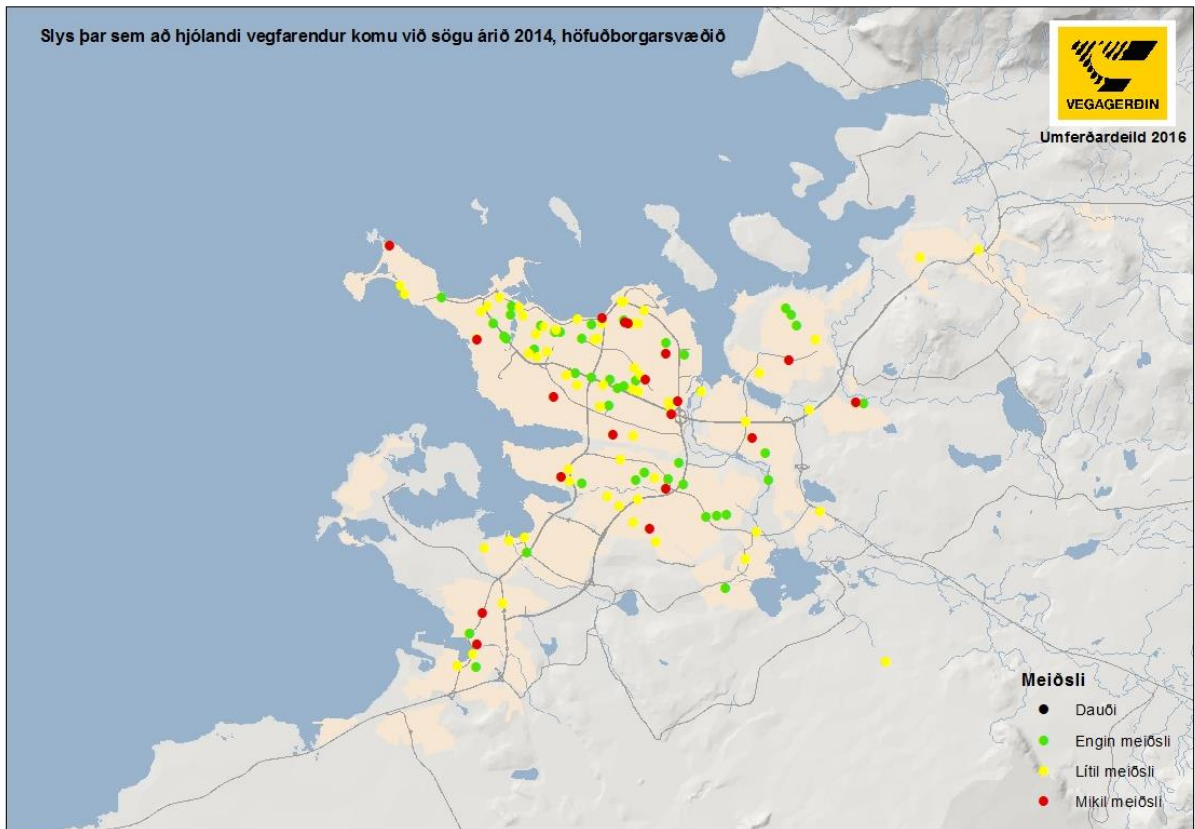 Slys þar sem að hjólandi vegfarendur komu við sögu árið 2014, höfuðborgarsvæðið
VEGAGERÐIN
Umferðardeild 2016
Meiðsli
Dauði
Engin meiðsli
Lítil meiðsli
Mikil meiðsli